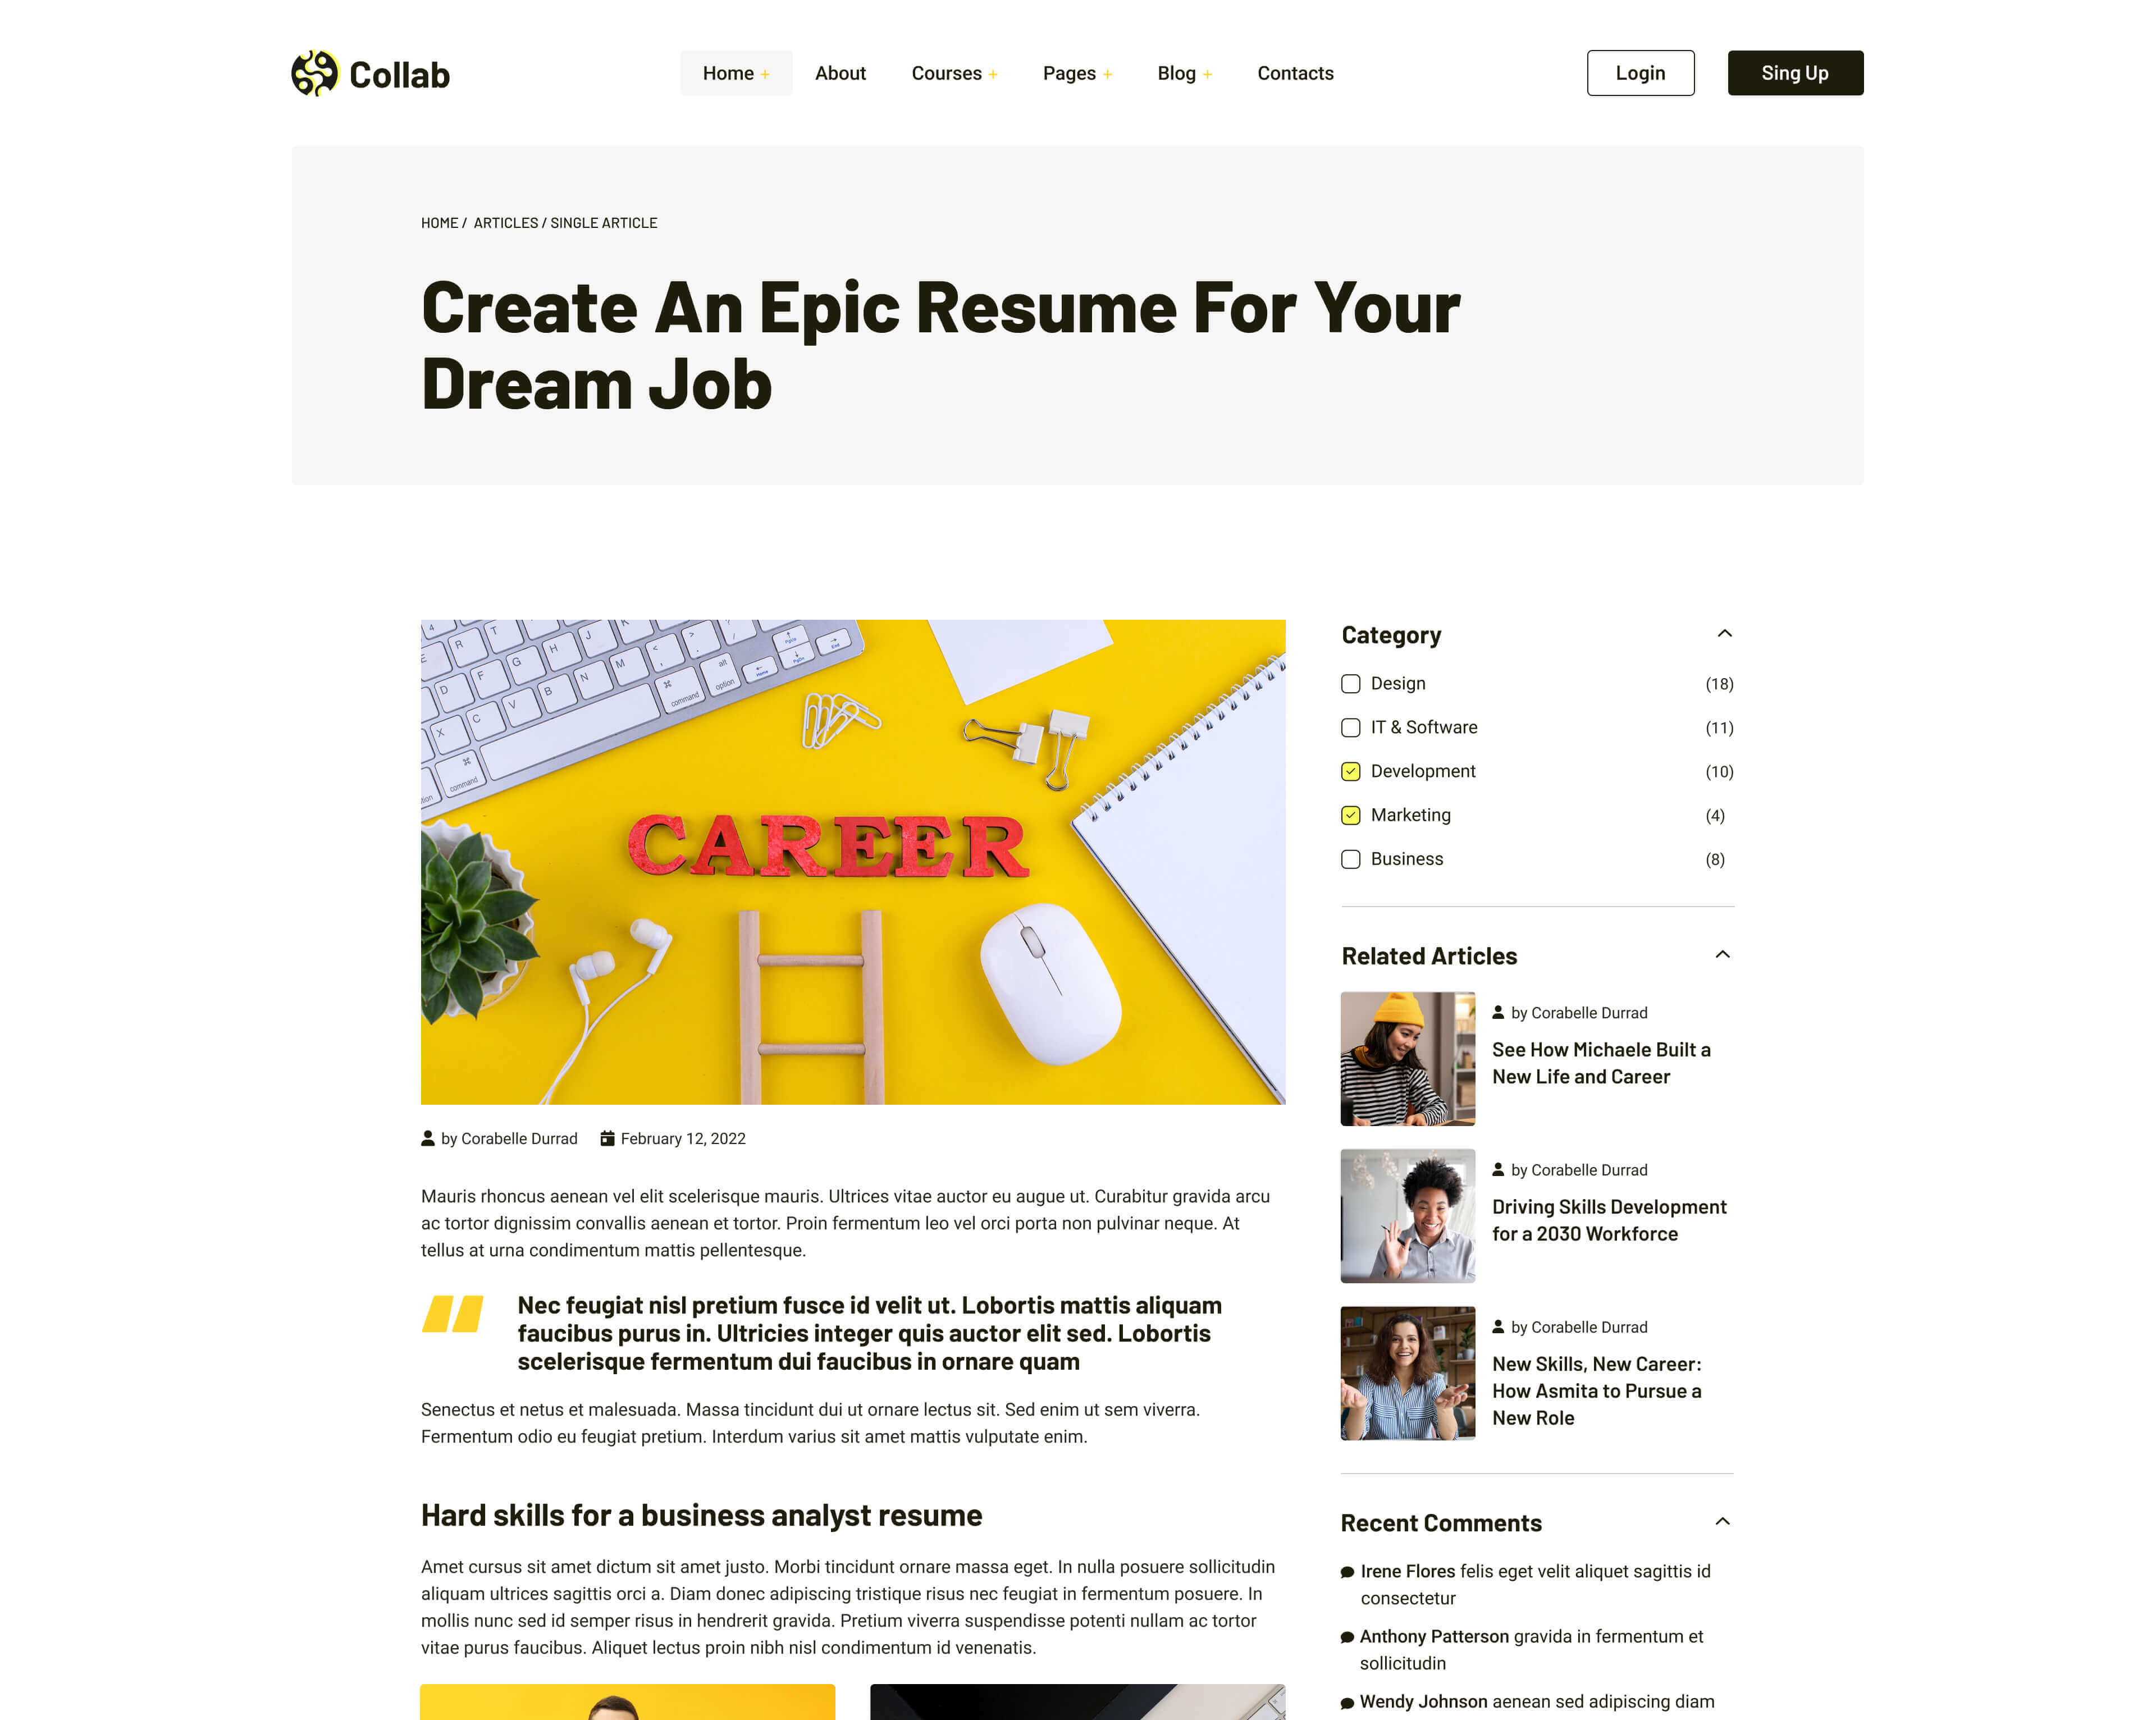 Collab
Home +
About
Courses +
Pages +
Blog +
Contacts
Login
Sing Up
HOME / ARTICLES / SINGLE ARTICLE
Create An Epic Resume For Your
Dream Job
CAREER
by Corabelle Durrad
February 12, 2022
Mauris rhoncus aenean vel elit scelerisque mauris. Ultrices vitae auctor eu augue ut. Curabitur gravida arcu
ac tortor dignissim convallis aenean et tortor. Proin fermentum leo vel orci porta non pulvinar neque. At
tellus at urna condimentum mattis pellentesque.
Nec feugiat nisl pretium fusce id velit ut. Lobortis mattis aliquam
faucibus purus in. Ultricies integer quis auctor elit sed. Lobortis
scelerisque fermentum dui faucibus in ornare quam
Senectus et netus et malesuada. Massa tincidunt dui ut ornare lectus sit. Sed enim ut sem viverra.
Fermentum odio eu feugiat pretium. Interdum varius sit amet mattis vulputate enim.
Hard skills for a business analyst resume
Amet cursus sit amet dictum sit amet justo. Morbi tincidunt ornare massa eget. In nulla posuere sollicitudin
aliquam ultrices sagittis orci a. Diam donec adipiscing tristique risus nec feugiat in fermentum posuere. In
mollis nunc sed id semper risus in hendrerit gravida. Pretium viverra suspendisse potenti nullam ac tortor
vitae purus faucibus. Aliquet lectus proin nibh nisl condimentum id venenatis.
Category
Design (18)
IT & Software (11)
Development (10)
Marketing (4)
Business (8)
Related Articles
by Corabelle Durrad
See How Michaele Built a
New Life and Career
by Corabelle Durrad
Driving Skills Development
for a 2030 Workforce
by Corabelle Durrad
New Skills, New Career:
How Asmita to Pursue a
New Role
Recent Comments
Irene Flores felis eget velit aliquet sagittis id
consectetur
Anthony Patterson gravida in fermentum et
sollicitudin
Wendy Johnson aenean sed adipiscing diam